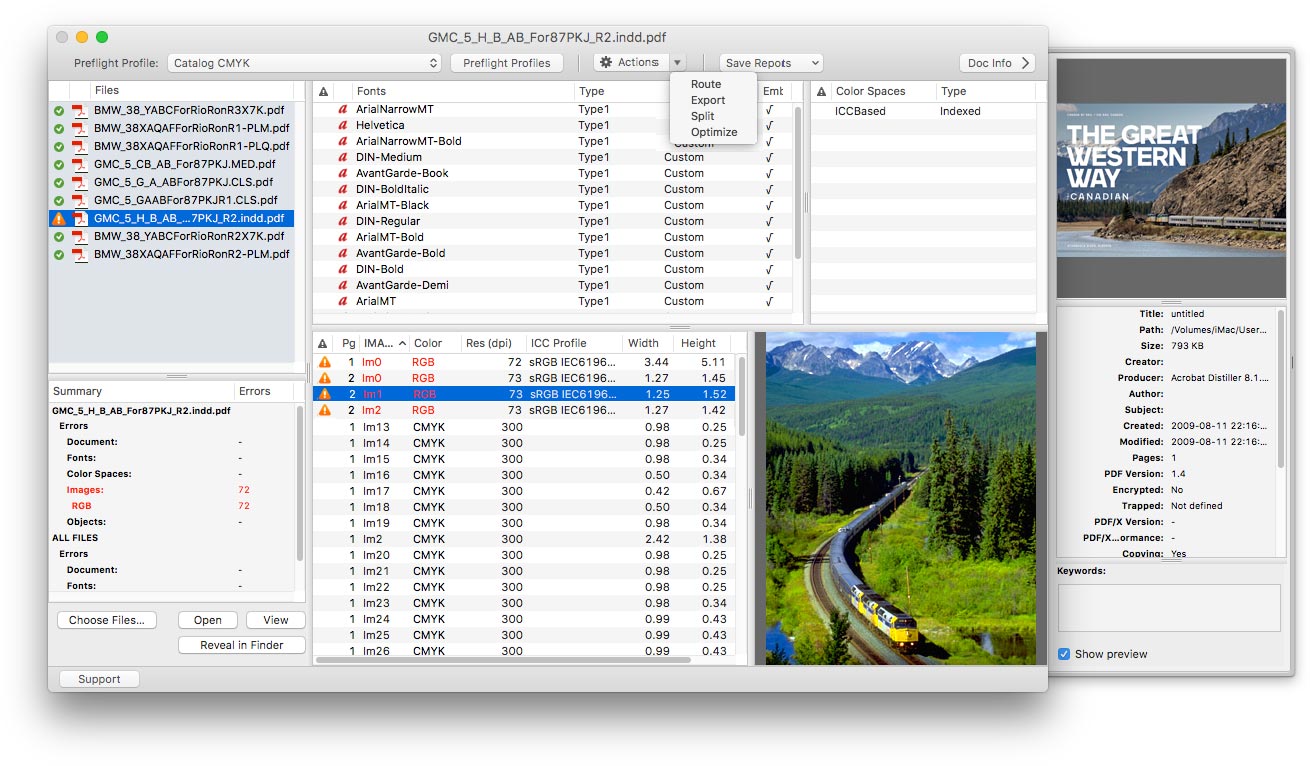 GMC_5_H_B_AB_For87PKJ_R2.indd.pdf
Preflight Profile: Catalog CMYK Preflight Profiles Actions Save Repots Doc Info
Route
Export
Split
Optimize
Files
BMW_38_YABCForRioRonR3X7K.pdf
BMW_38XAQAFForRioRonR1-PLM.pdf
BMW_38XAQAFForRioRonR1-PLQ.pdf
GMC_5_CB_AB_For87PKJ.MED.pdf
GMC_5_G_A_ABFor87PKJ.CLS.pdf
GMC_5_GAABFor87PKJR1.CLS.pdf
GMC_5_H_B_AB_...7PKJ_R2.indd.pdf
BMW_38_YABCForRioRonR2X7K.pdf
BMW_38XAQAFForRioRonR2-PLM.pdf
Fonts Type Emt
ArialNarrowMT Type1 √
Helvetica Type1 √
ArialNarrowMT-Bold Type1 Custom √
DIN-Medium Type1 Custom √
AvantGarde-Book Type1 Custom √
DIN-BoldItalic Type1 Custom √
ArialMT-Black Type1 Custom √
DIN-Regular Type1 Custom √
ArialMT-Bold Type1 Custom √
AvantGarde-Bold Type1 Custom √
DIN-Bold Type1 Custom √
AvantGarde-Demi Type1 Custom √
ArialMT Type1 Custom √
Color Spaces Type
ICCBased Indexed
Summary Errors
GMC_5_H_B_AB_For87PKJ_R2.indd.pdf
Errors
Document: -
Fonts: -
Color Spaces: -
Images: 72
RGB 72
Objects: -
ALL FILES
Errors
Document: -
Fonts: -
Choose Files... Open View
Reveal in Finder
Support
Pg IMA... Color Res (dpi) ICC Profile Width Height
1 Im0 RGB 72 sRGB IEC6196... 3.44 5.11
2 Im0 RGB 73 sRGB IEC6196... 1.27 1.45
2 Im1 RGB 73 sRGB IEC6196... 1.25 1.52
2 Im2 RGB 73 sRGB IEC6196... 1.27 1.42
1 Im13 CMYK 300 0.98 0.25
1 Im14 CMYK 300 0.98 0.25
1 Im15 CMYK 300 0.98 0.34
1 Im16 CMYK 300 0.50 0.34
1 Im17 CMYK 300 0.42 0.67
1 Im18 CMYK 300 0.50 0.34
1 Im19 CMYK 300 0.98 0.34
1 Im2 CMYK 300 2.42 1.38
1 Im20 CMYK 300 0.98 0.25
1 Im21 CMYK 300 0.98 0.25
1 Im22 CMYK 300 0.98 0.25
1 Im23 CMYK 300 0.98 0.34
1 Im24 CMYK 300 0.99 0.43
1 Im25 CMYK 300 0.99 0.43
1 Im26 CMYK 300 0.99 0.43
THE GREAT
WESTERN
WAY
CANADIAN
Title: untitled
Path: /Volumes/iMac/User...
Size: 793 KB
Creator:
Producer: Acrobat Distiller 8.1....
Author:
Subject:
Created: 2009-08-11 22:16:...
Modified: 2009-08-11 22:16:...
Pages: 1
PDF Version: 1.4
Encrypted: No
Trapped: Not defined
PDF/X Version: -
PDF/X...ormance: -
Copying: Yes
Keywords:
Show preview